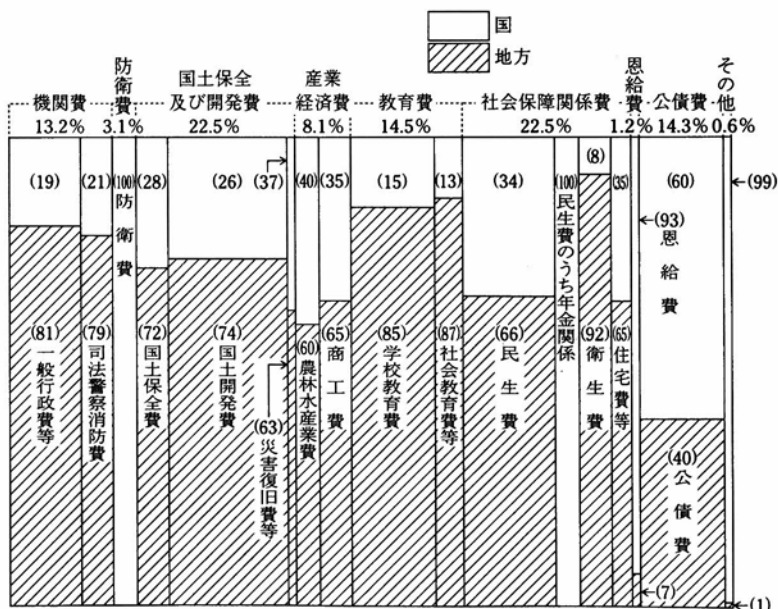 国
地方
機関費
13.2%
防衛費
3.1%
国土保全
及び開発費
22.5%
産業
経済費
8.1%
教育費
14.5%
社会保障関係費
22.5%
恩給費
1.2%
公債費
14.3%
その他
0.6%
(19)
(21)
(100)
防衛費
(28)
(26)
(37)
(40)
(35)
(15)
(13)
(34)
(100)
民生費のうち年金関係
(8)
(35)
(93)
恩給費
(60)
(99)
(81)
一般行政費等
(79)
司法警察消防費
(72)
国土保全費
(74)
国土開発費
(63)
災害復旧費等
(60)
農林水産業費
(65)
商工費
(85)
学校教育費
(87)
社会教育費等
(66)
民生費
(92)
衛生費
(65)
住宅費等
(7)
(40)
公債費
(1)